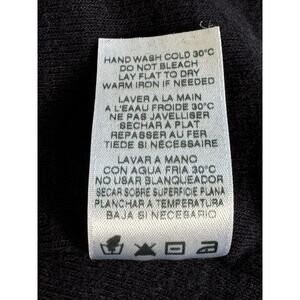 HAND WASH COLD 30°C
DO NOT BLEACH
LAY FLAT TO DRY
WARM IRON IF NEEDED
LAVER A LA MAIN
A L'EAAU FROIDE 30°C
NE PAS JAVELLISER
SECHAR A PLAT
REPASSER AU FER
TIEDE SI NÉCESSAIRE
LAVAR A MANO
CON AGUA FRIA 30°C
NO USAR BLANQUEADOR
SECAR SOBRE SUPERFICIE PLANA
PLANCHAR A TEMPERATURA
BAJA SI NECESARIO